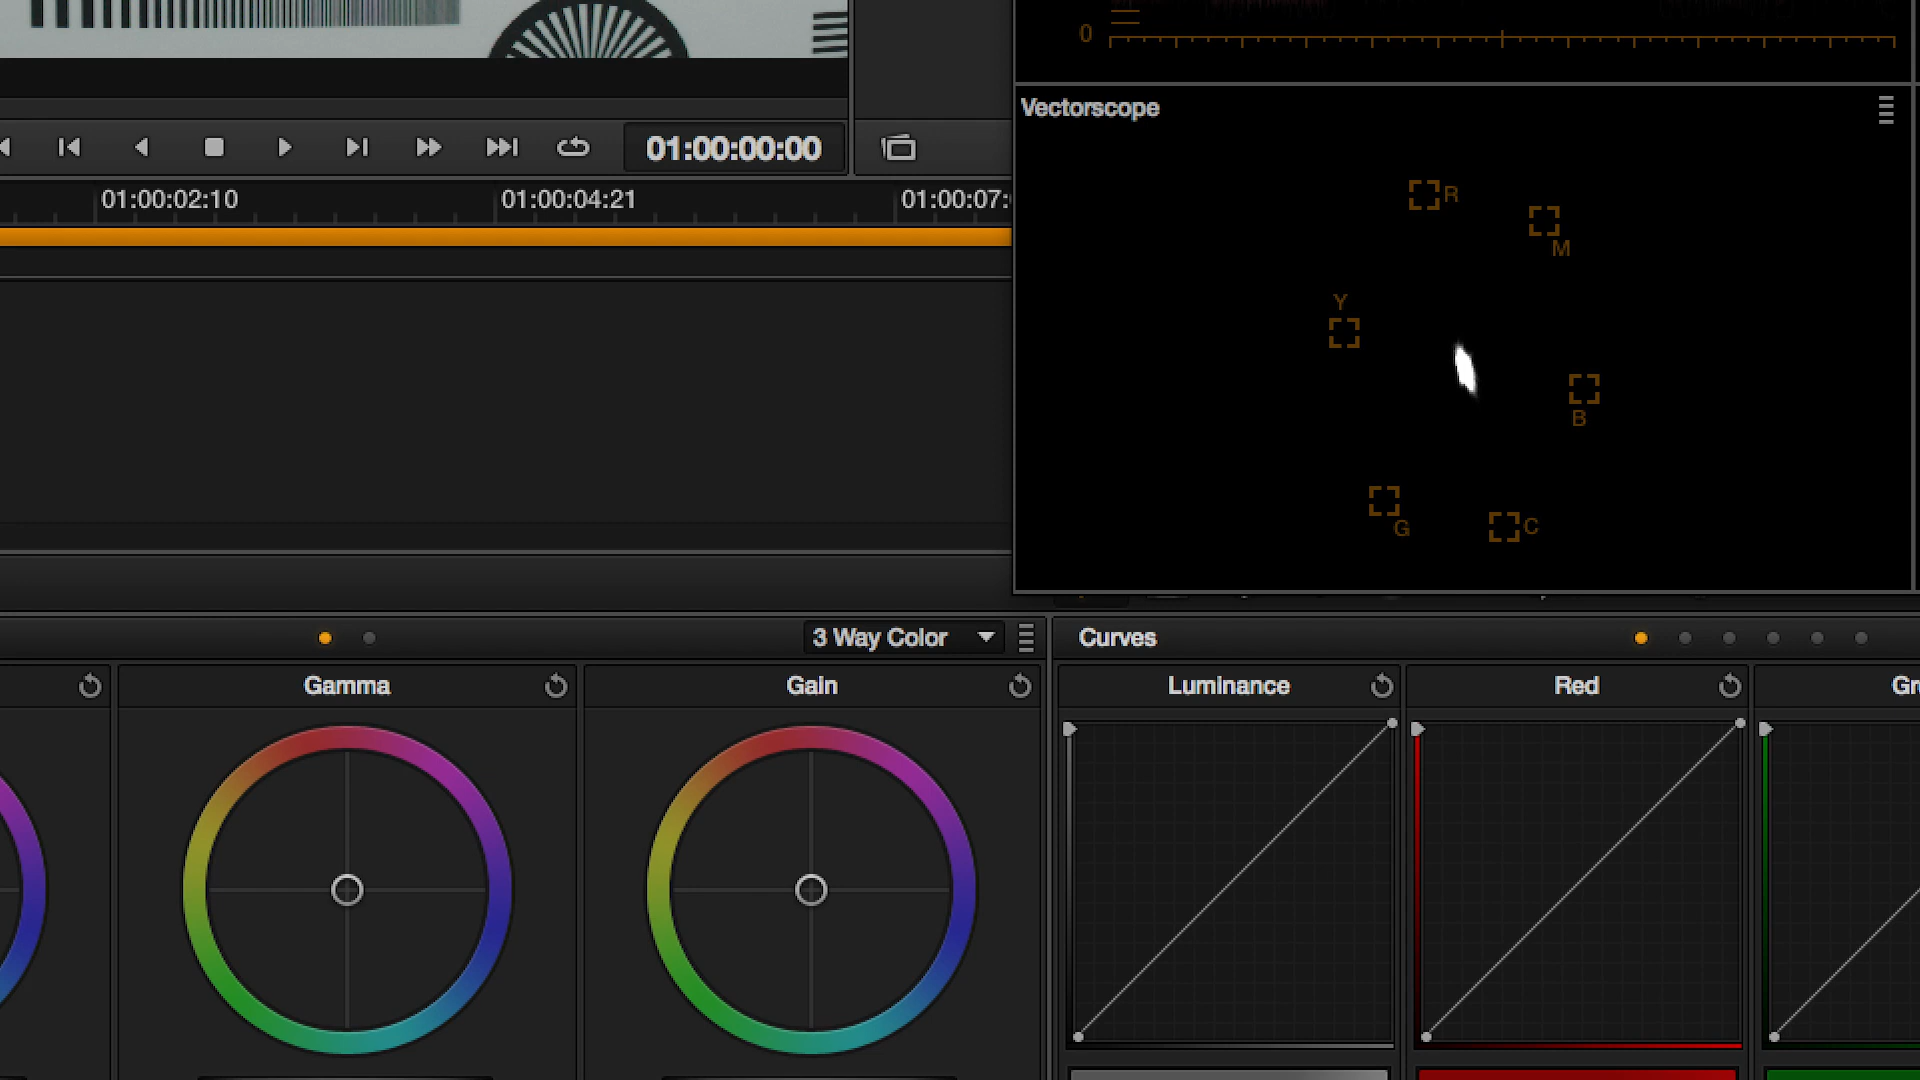 0
Vectorscope
01:00:00:00
01:00:02:10
01:00:04:21
01:00:07:
R
M
Y
B
G
C
3 Way Color
Curves
Gamma
Gain
Luminance
Red